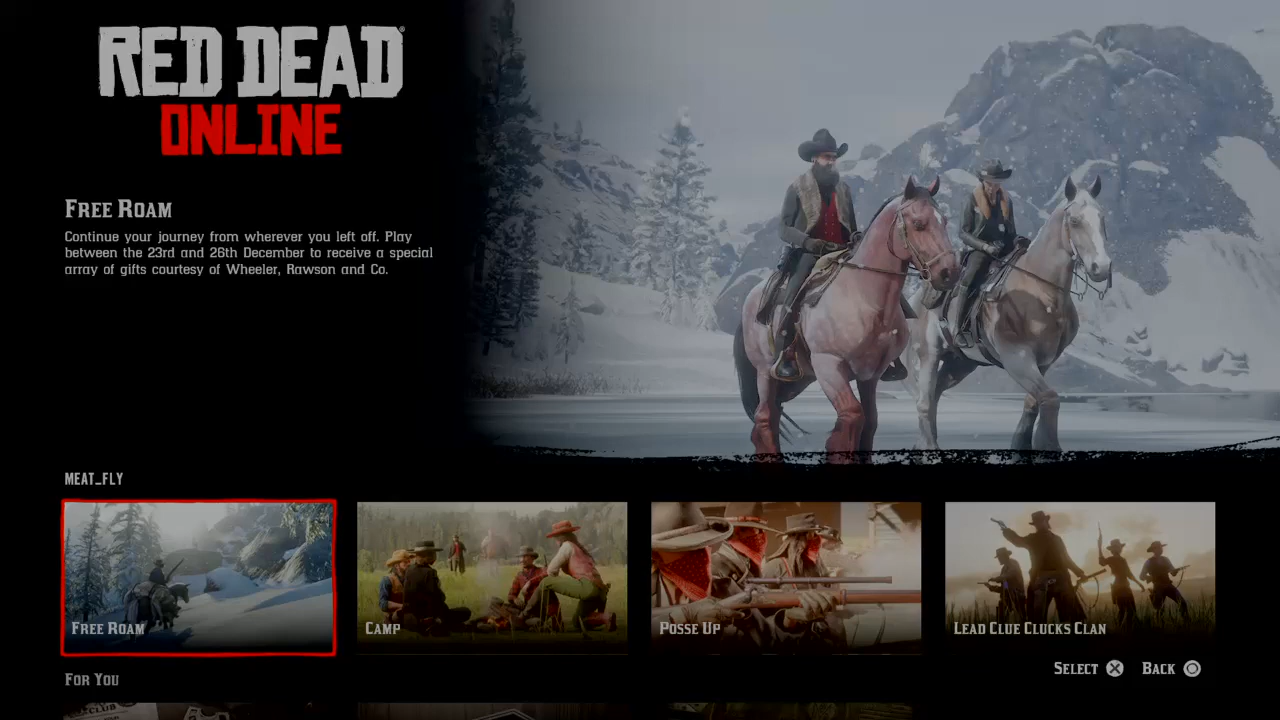 RED DEAD
ONLINE
FREE ROAM
Continue your journey from wherever you left off. Play
between the 23rd and 26th December to receive a special
array of gifts courtesy of Wheeler, Rawson and Co.
MEAT_FLY
FREE ROAM
CAMP
POSSE UP
LEAD CLUE CLUCKS CLAN
SELECT
BACK
FOR YOU
CLUB